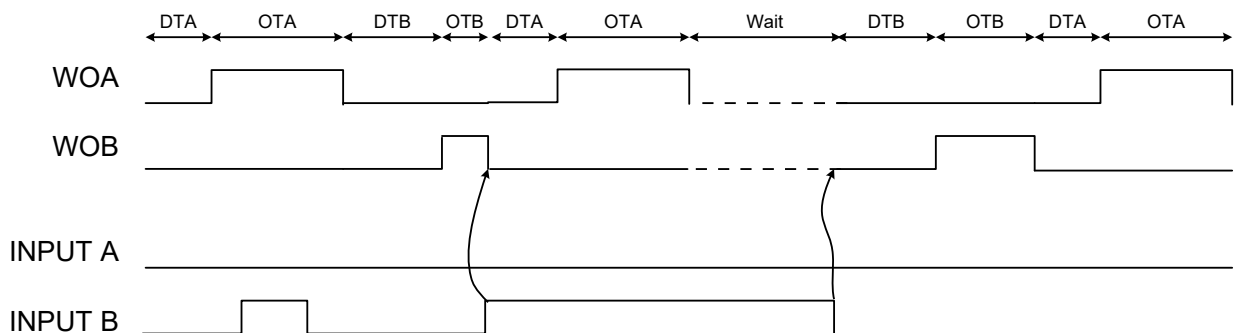 DTA OTA DTB OTB DTA OTA Wait DTB OTB DTA OTA
WOA
WOB
INPUT A
INPUT B